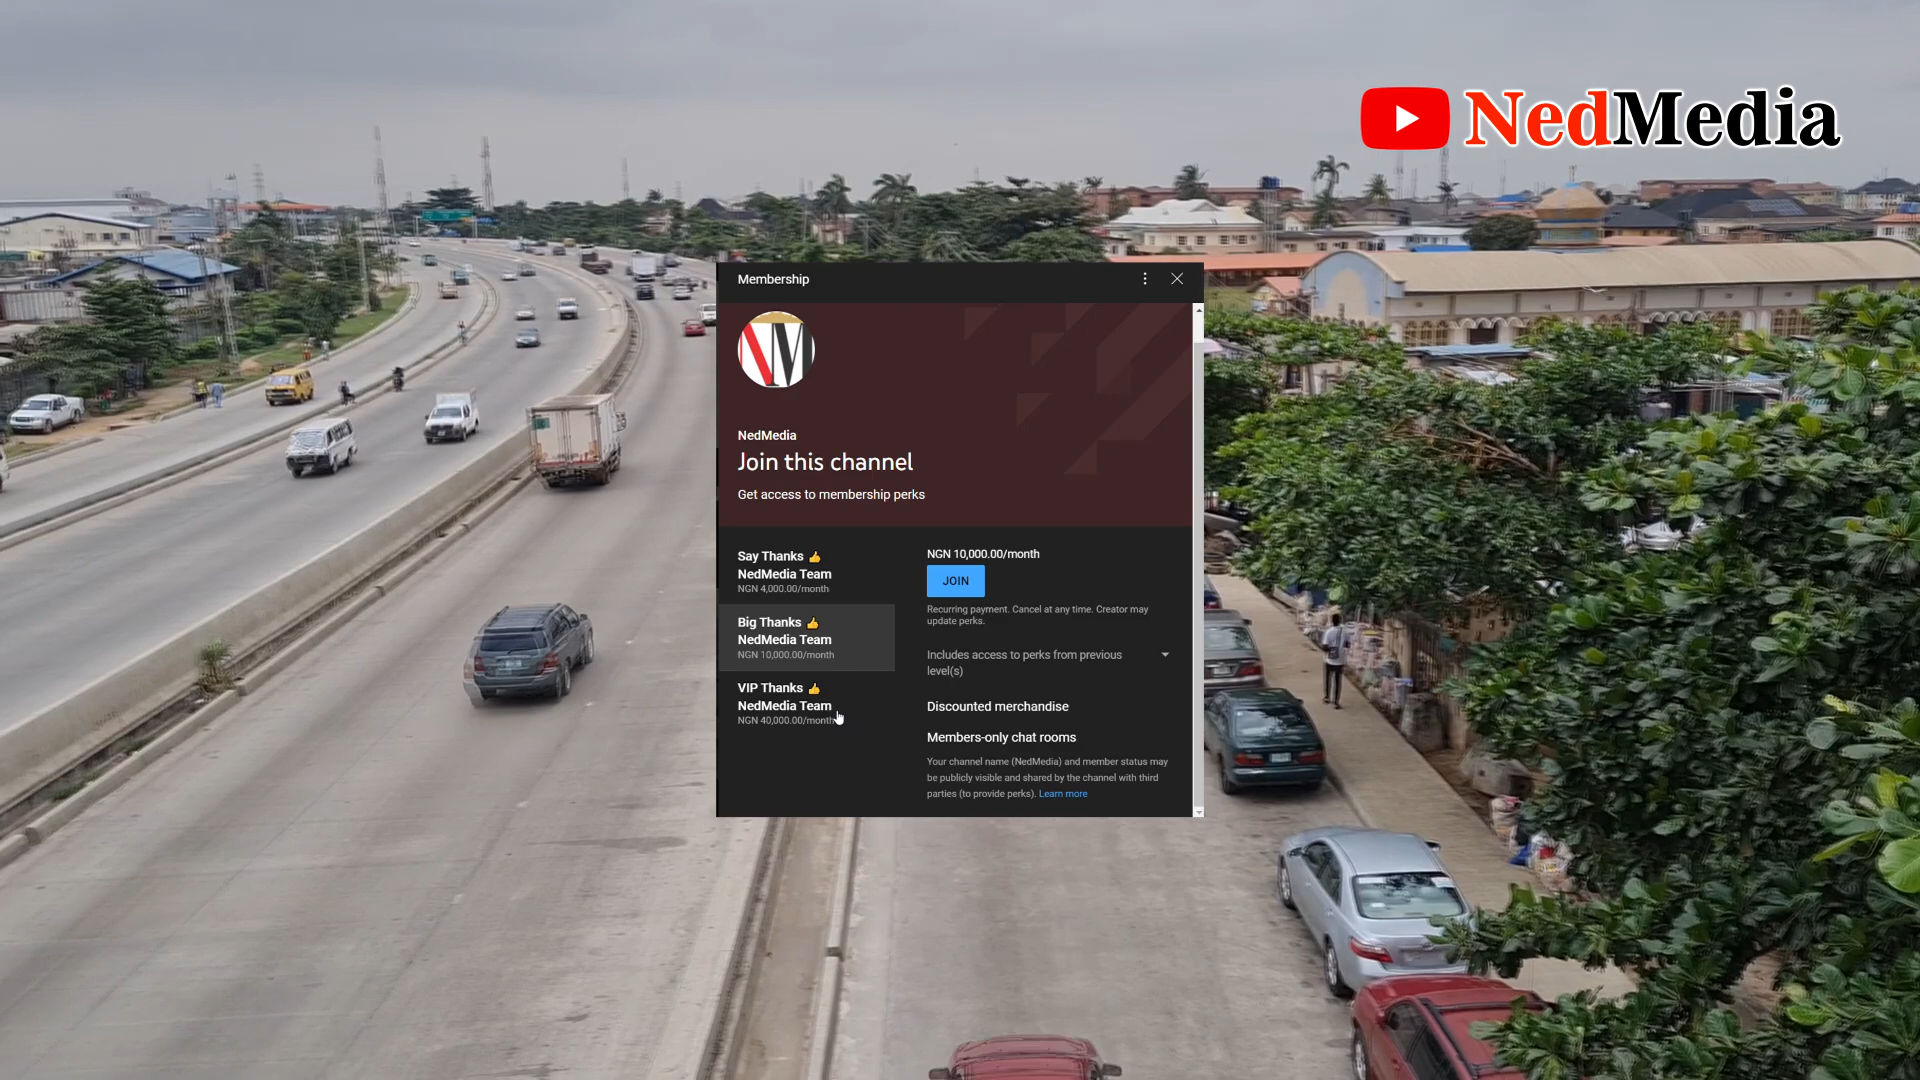 NedMedia
Membership
NM
NedMedia
Join this channel
Get access to membership perks
Say Thanks 👍
NedMedia Team
NGN 4,000.00/month
Big Thanks 👍
NedMedia Team
NGN 10,000.00/month
VIP Thanks 👍
NedMedia Team
NGN 40,000.00/month
NGN 10,000.00/month
JOIN
Recurring payment. Cancel at any time. Creator may
update perks.
Includes access to perks from previous
level(s)
Discounted merchandise
Members-only chat rooms
Your channel name (NedMedia) and member status may
be publicly visible and shared by the channel with third
parties (to provide perks). Learn more